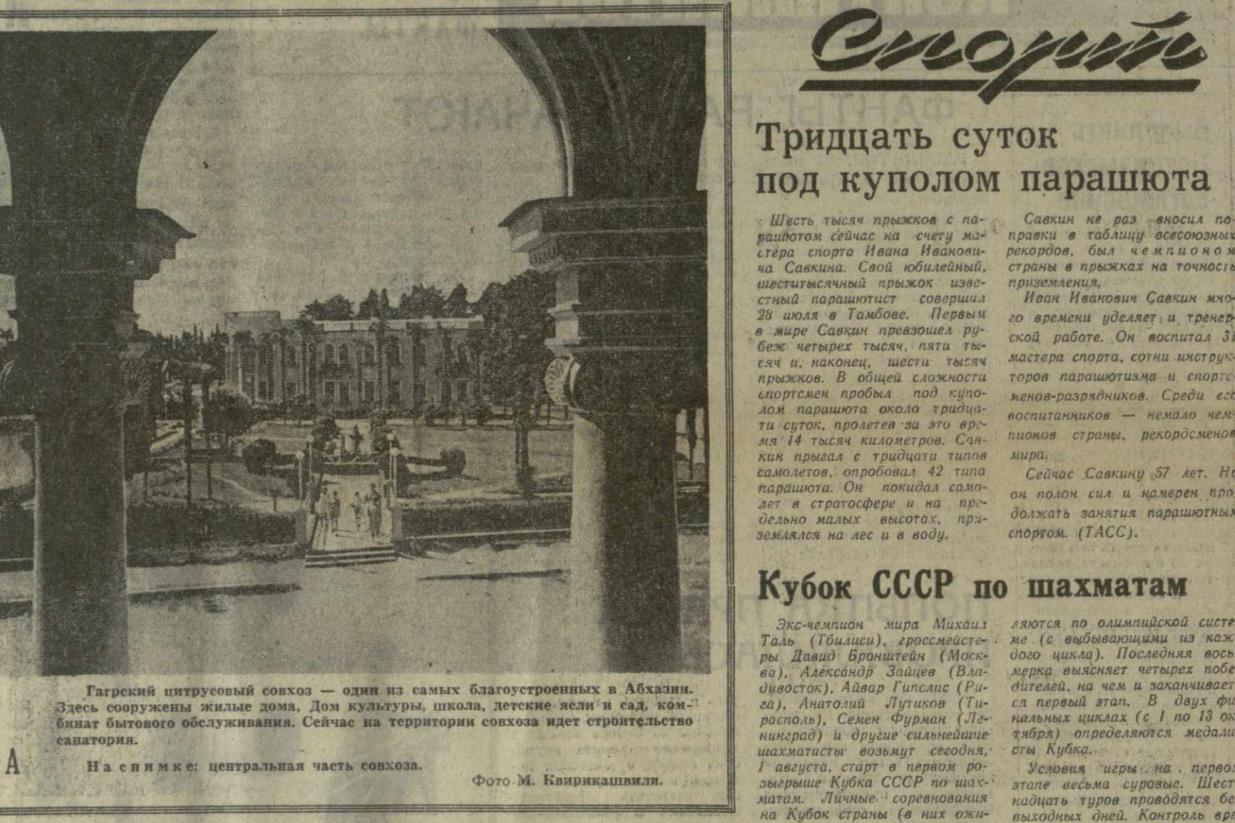 Гагрский цитрусовый совхоз — один из самых благоустроенных в Абхазии.
Здесь сооружены жилые дома, Дом культуры, школа, детские ясли и сад, ком-
бинат бытового обслуживания. Сейчас на территории совхоза идет строительство
санатория.
На снимке: центральная часть совхоза.
Фото М. Квирикашвили.
А
Спорт
Тридцать суток
под куполом парашюта
Шесть тысяч прыжков с па-
рашютом сейчас на счету ма-
стера спорта Ивана Иванови-
ча Савкина. Свой юбилейный,
шеститысячный прыжок изве-
стный парашютист совершил
28 июля в Тамбове. Первым
в мире Савкин превзошел ру-
беж четырех тысяч, пяти ты-
сяч и, наконец, шести тысяч
прыжков. В общей сложности
спортсмен пробыл под купо-
лом парашюта около тридца-
ти суток, пролетев за это вре-
мя 14 тысяч километров. Сав-
кин прыгал с тридцати типов
самолетов, опробовал 42 типа
парашюта. Он покидал само-
лет в стратосфере и на пре-
дельно малых высотах, при-
землялся на лес и в воду.
Савкин не раз вносил по-
правки в таблицу всесоюзных
рекордов, был чемпионом
страны в прыжках на точность
приземления.
Иван Иванович Савкин мно-
го времени уделяет и тренер-
ской работе. Он воспитал 31
мастера спорта, сотни инструк-
торов парашютизма и спортс-
менов-разрядников. Среди его
воспитанников — немало чем-
пионов страны, рекордсменов
мира.
Сейчас Савкину 57 лет. Но
он полон сил и намерен про-
должать занятия парашютным
спортом. (ТАСС).
Кубок СССР по шахматам
Экс-чемпион мира Михаил
Таль (Тбилиси), гроссмейсте-
ры Давид Бронштейн (Моск-
ва), Александр Зайцев (Вла-
дивосток), Айвар Гипслис (Ри-
га), Анатолий Лутиков (Ти-
располь), Семен Фурман (Ле-
нинград) и другие сильнейшие
шахматисты возьмут сегодня,
1 августа, старт в первом ро-
зыгрыше Кубка СССР по шах-
матам. Личные соревнования
на Кубок страны (в них ожи-
ляются по олимпийской систе-
ме (с выбывающими из каж-
дого цикла). Последняя вось-
мерка выясняет четырех побе-
дителей, на чем и заканчивает-
ся первый этап. В двух фи-
нальных циклах (с 1 по 13 ок-
тября) определяются медали-
сты Кубка.
Условия игры на первом
этапе весьма суровые. Шест-
надцать туров проводятся без
выходных дней. Контроль вре-